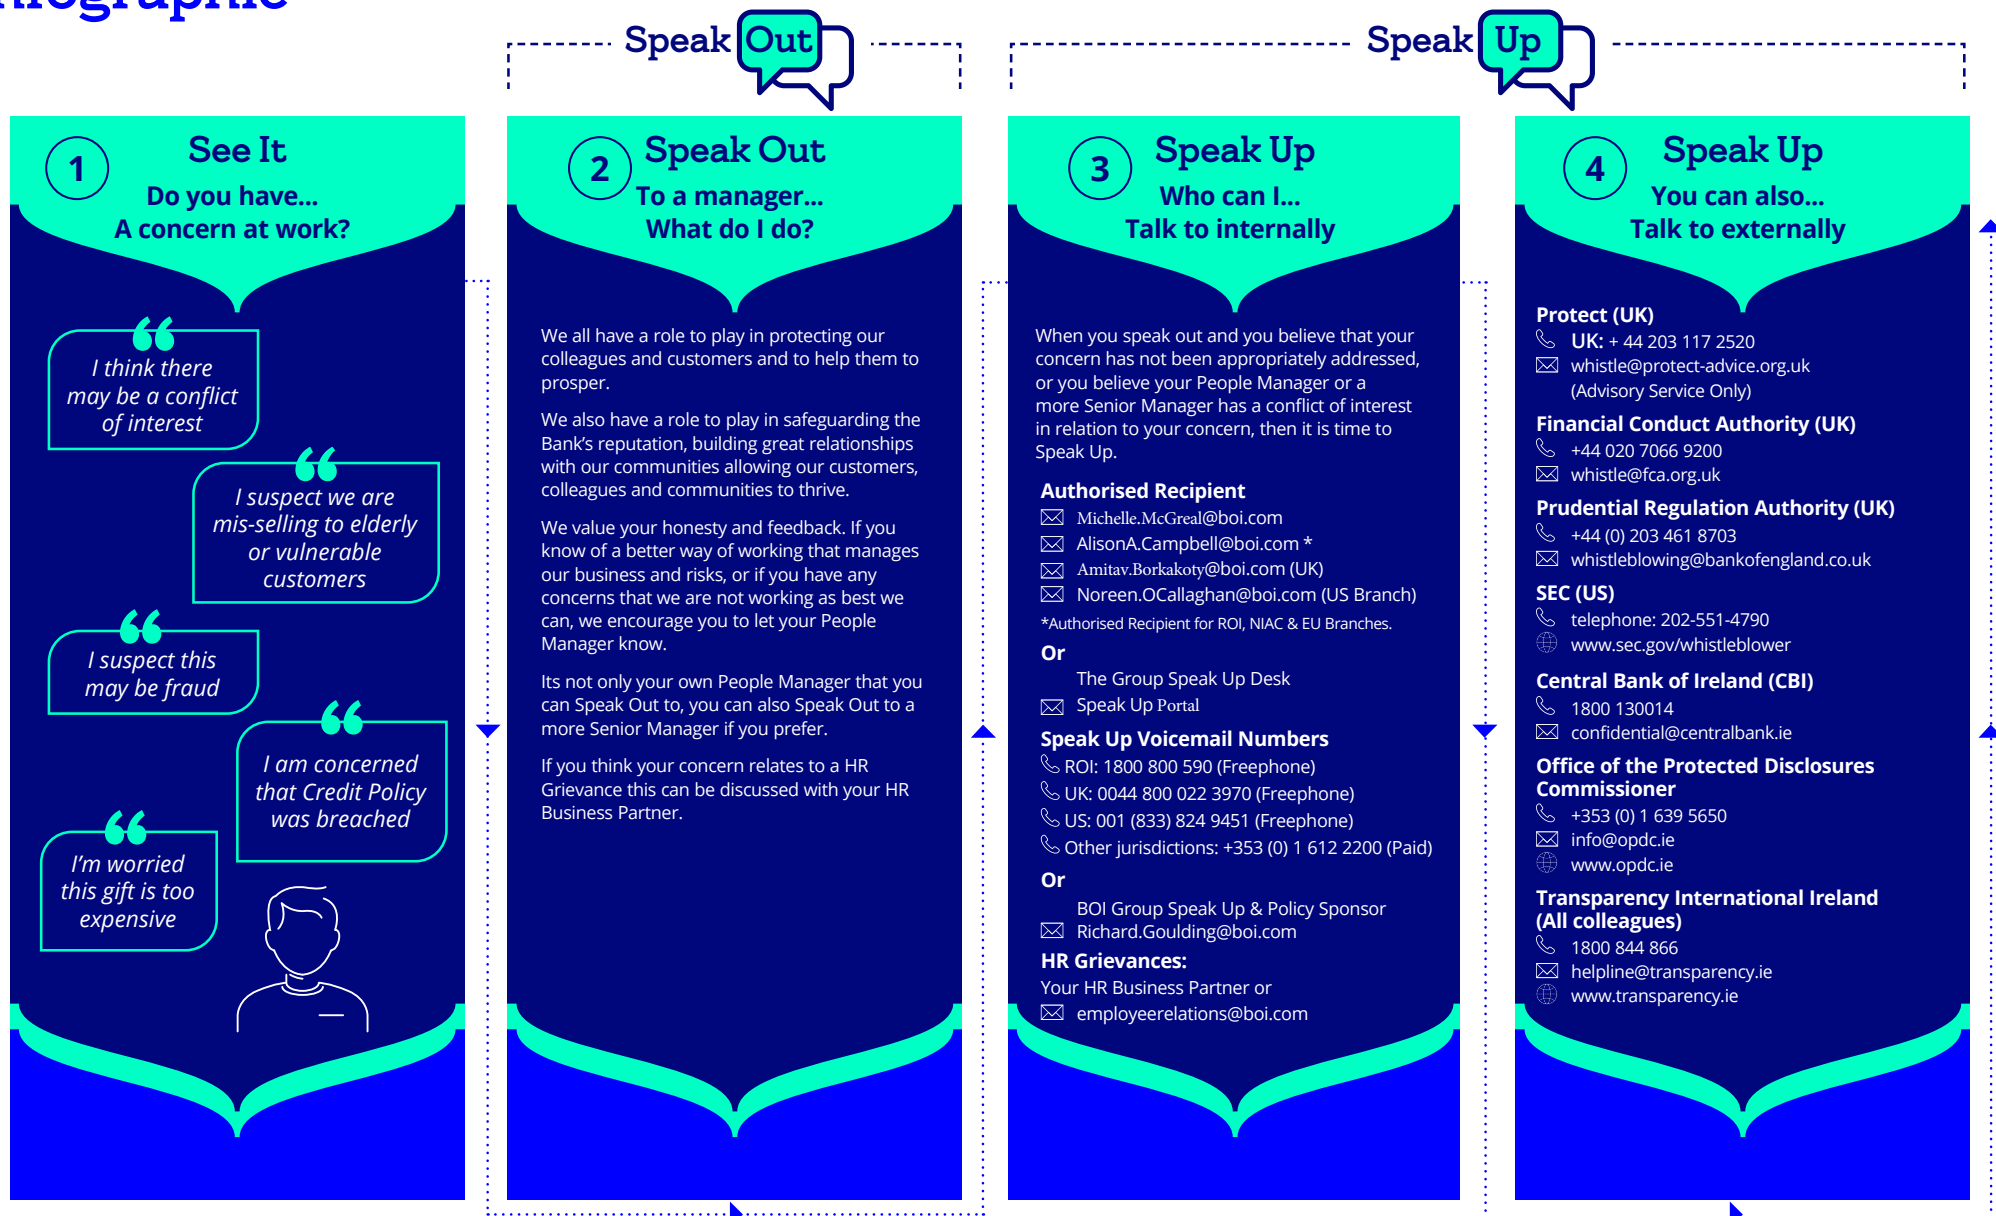 Speak Out
Speak Up
1
See It
Do you have...
A concern at work?
I think there
may be a conflict
of interest
I suspect we are
mis-selling to elderly
or vulnerable
customers
I suspect this
may be fraud
I am concerned
that Credit Policy
was breached
I'm worried
this gift is too
expensive
2
Speak Out
To a manager...
What do I do?
We all have a role to play in protecting our
colleagues and customers and to help them to
prosper.
We also have a role to play in safeguarding the
Bank's reputation, building great relationships
with our communities allowing our customers,
colleagues and communities to thrive.
We value your honesty and feedback. If you
know of a better way of working that manages
our business and risks, or if you have any
concerns that we are not working as best we
can, we encourage you to let your People
Manager know.
Its not only your own People Manager that you
can Speak Out to, you can also Speak Out to a
more Senior Manager if you prefer.
If you think your concern relates to a HR
Grievance this can be discussed with your HR
Business Partner.
3
Speak Up
Who can I...
Talk to internally
When you speak out and you believe that your
concern has not been appropriately addressed,
or you believe your People Manager or a
more Senior Manager has a conflict of interest
in relation to your concern, then it is time to
Speak Up.
Authorised Recipient
Michelle.McGreal@boi.com
AlisonA.Campbell@boi.com *
Amitav.Borkakoty@boi.com (UK)
Noreen.OCallaghan@boi.com (US Branch)
*Authorised Recipient for ROI, NIAC & EU Branches.
Or
The Group Speak Up Desk
Speak Up Portal
Speak Up Voicemail Numbers
ROI: 1800 800 590 (Freephone)
UK: 0044 800 022 3970 (Freephone)
US: 001 (833) 824 9451 (Freephone)
Other jurisdictions: +353 (0) 1 612 2200 (Paid)
Or
BOI Group Speak Up & Policy Sponsor
Richard.Goulding@boi.com
HR Grievances:
Your HR Business Partner or
employeerelations@boi.com
4
Speak Up
You can also...
Talk to externally
Protect (UK)
UK: + 44 203 117 2520
whistle@protect-advice.org.uk
(Advisory Service Only)
Financial Conduct Authority (UK)
+44 020 7066 9200
whistle@fca.org.uk
Prudential Regulation Authority (UK)
+44 (0) 203 461 8703
whistleblowing@bankofengland.co.uk
SEC (US)
telephone: 202-551-4790
www.sec.gov/whistleblower
Central Bank of Ireland (CBI)
1800 130014
confidential@centralbank.ie
Office of the Protected Disclosures
Commissioner
+353 (0) 1 639 5650
info@opdc.ie
www.opdc.ie
Transparency International Ireland
(All colleagues)
1800 844 866
helpline@transparency.ie
www.transparency.ie